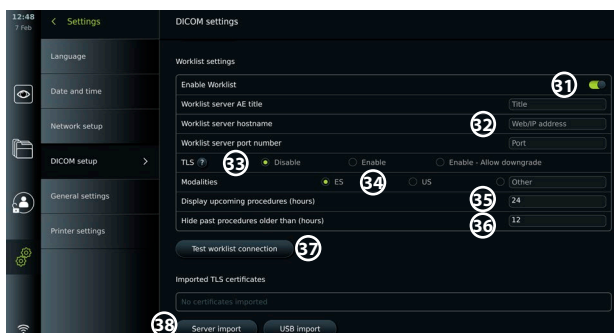 12:48
7 Feb
Settings
DICOM settings
Language
Date and time
Network setup
DICOM setup
General settings
Printer settings
Worklist settings
Enable Worklist 31
Worklist server AE title Title
Worklist server hostname 32 Web/IP address
Worklist server port number Port
TLS ? 33 Disable Enable Enable - Allow downgrade
Modalities ES 34 US Other
Display upcoming procedures (hours) 35 24
Hide past procedures older than (hours) 36 12
Test worklist connection 37
Imported TLS certificates
No certificates imported
38 Server import USB import